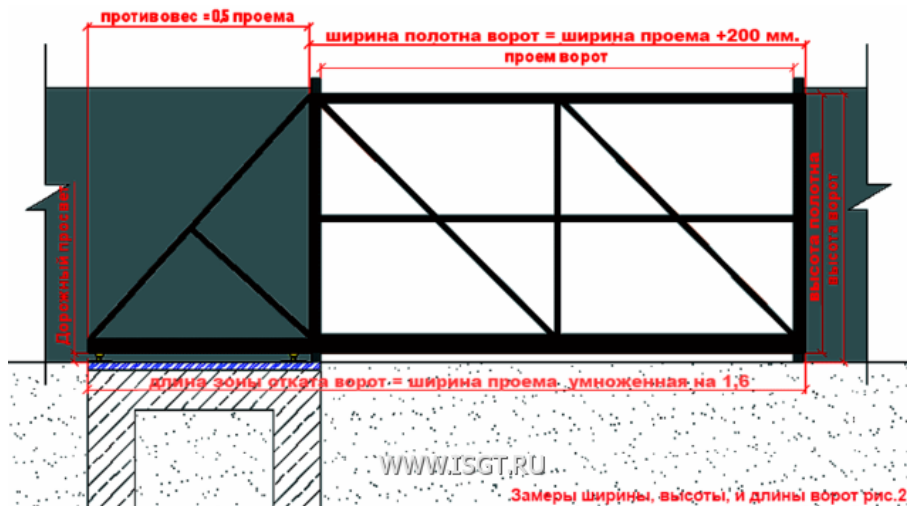 противовес =0,5 проема
ширина полотна ворот = ширина проема +200 мм.
проем ворот
Дорожный просвет
высота полотна
высота ворот
длина зоны отката ворот = ширина проема умноженная на 1,6
WWW.ISGT.RU
Замеры ширины, высоты, и длины ворот рис.2